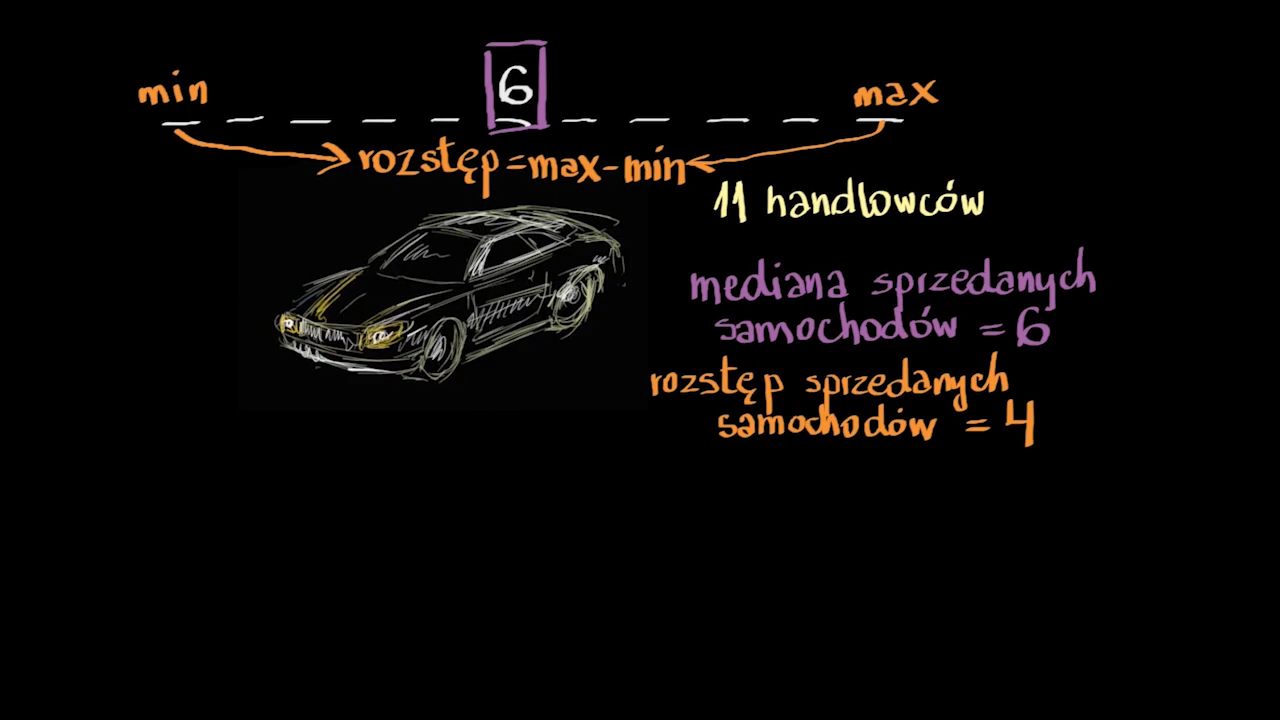 6
min
max
rozstęp=max-min
11 handlowców
mediana sprzedanych
samochodów = 6
rozstęp sprzedanych
samochodów = 4